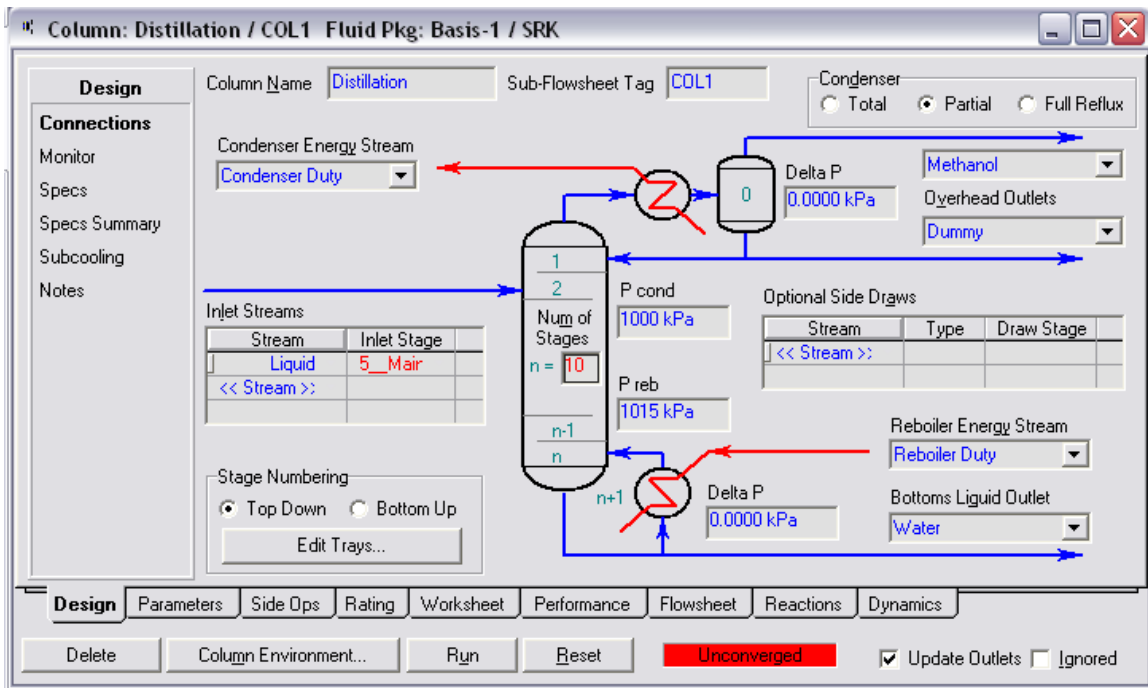 Column: Distillation / COL1 Fluid Pkg: Basis-1 / SRK
Design
Connections
Monitor
Specs
Specs Summary
Subcooling
Notes
Column Name Distillation Sub-Flowsheet Tag COL1
Condenser
Total Partial Full Reflux
Condenser Energy Stream
Condenser Duty
0
Delta P
0.0000 kPa
Methanol
Overhead Outlets
Dummy
Inlet Streams
Stream Inlet Stage
Liquid 5__Mair
<< Stream >>
1
2
Num of
Stages
n = 10
n-1
n
n+1
P cond
1000 kPa
P reb
1015 kPa
Optional Side Draws
Stream Type Draw Stage
<< Stream >>
Stage Numbering
Top Down Bottom Up
Edit Trays...
Delta P
0.0000 kPa
Reboiler Energy Stream
Reboiler Duty
Bottoms Liquid Outlet
Water
Design Parameters Side Ops Rating Worksheet Performance Flowsheet Reactions Dynamics
Delete Column Environment... Run Reset Unconverged Update Outlets Ignored